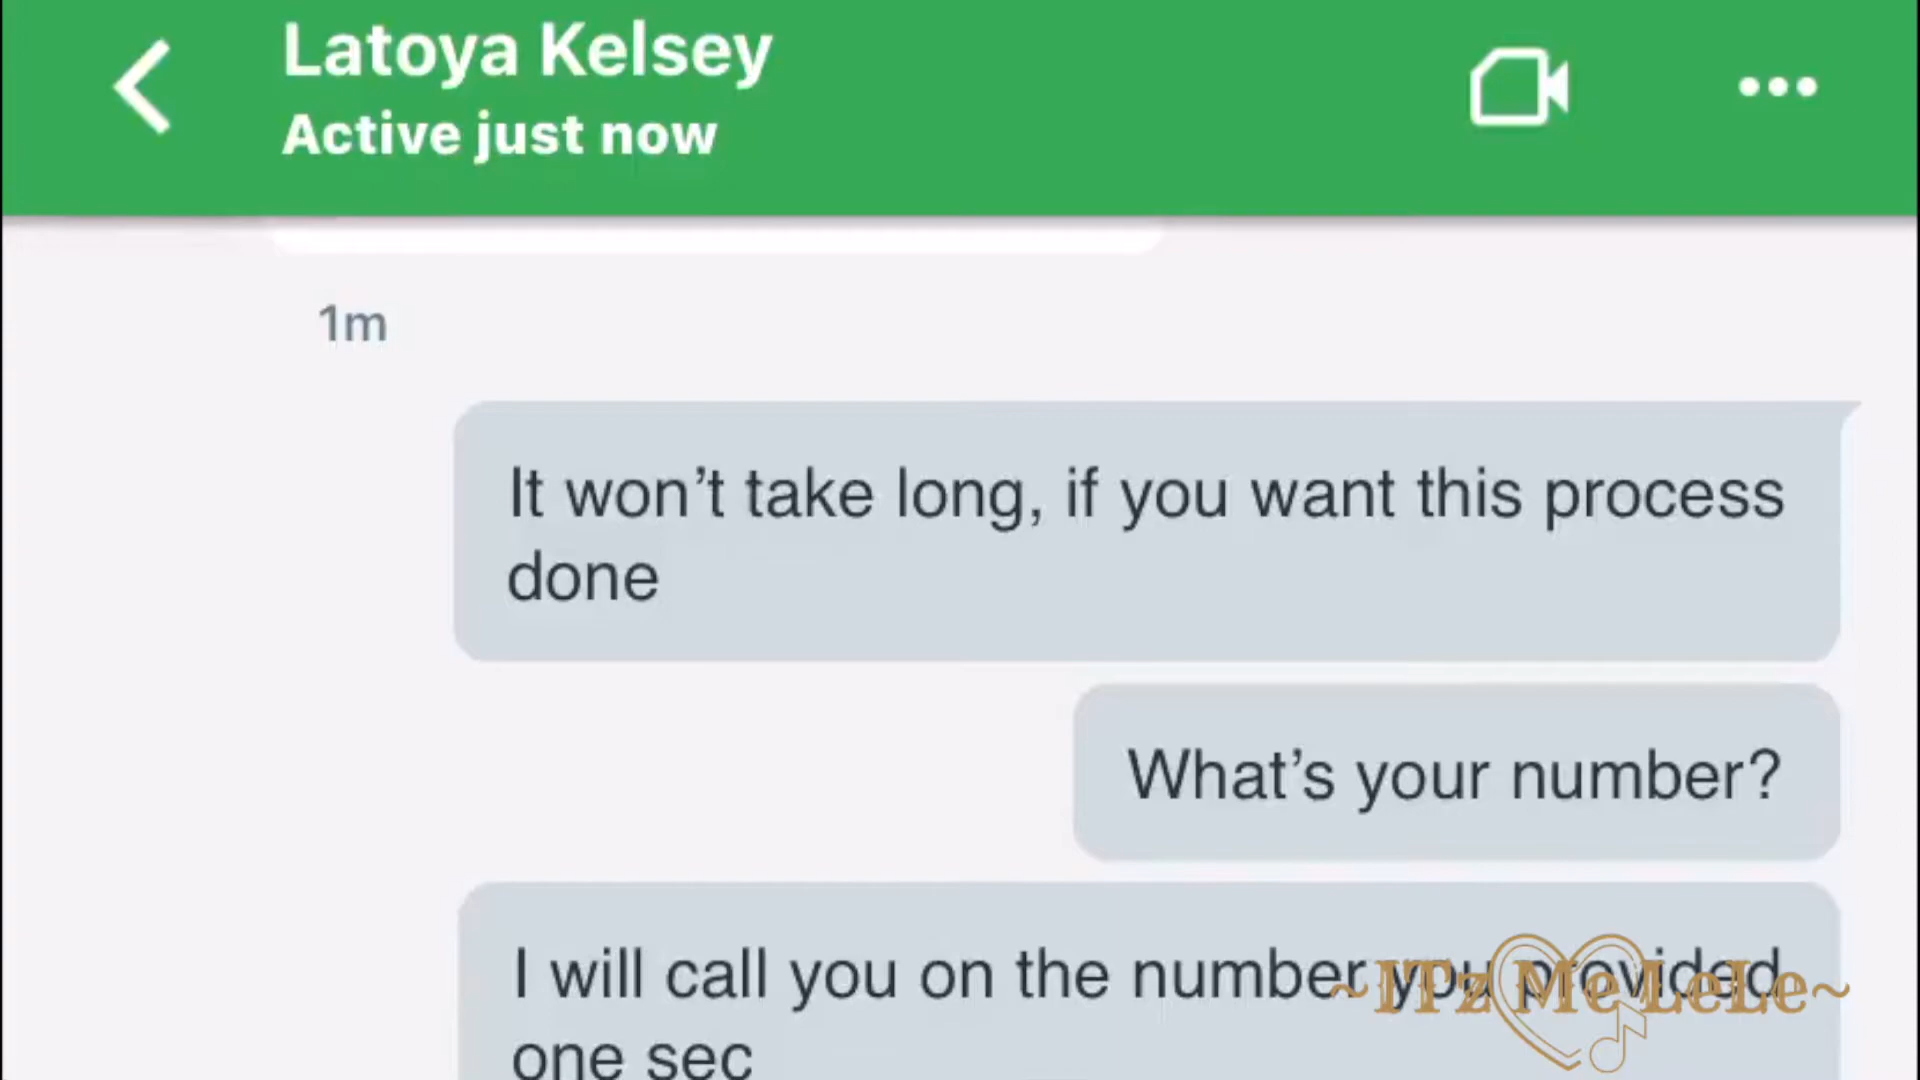 Latoya Kelsey
Active just now
1m
It won’t take long, if you want this process
done
What’s your number?
I will call you on the number you provided
one sec
~ITz Me LeLe~